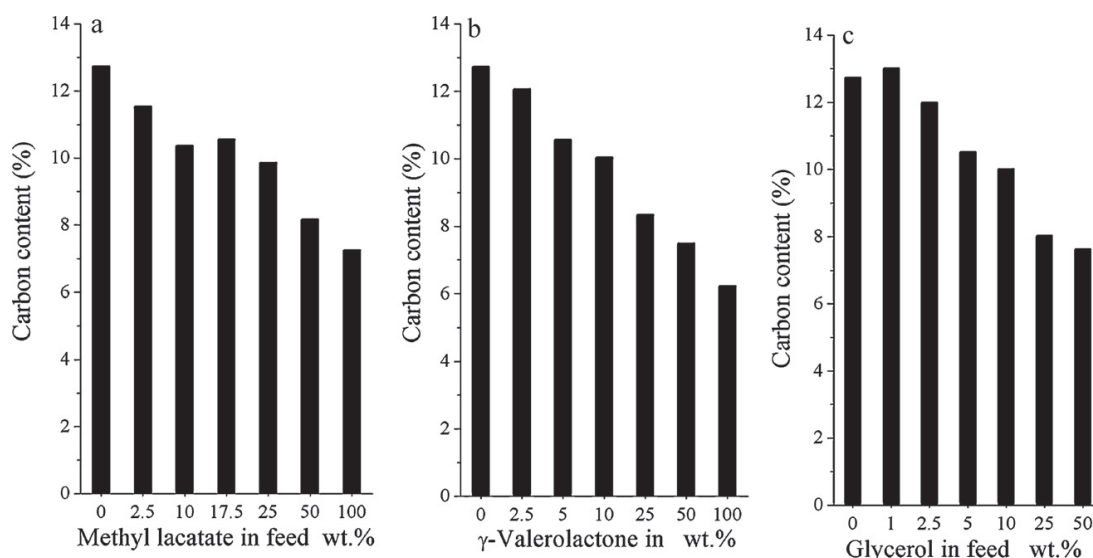 a
14
12
10
8
6
4
2
0
Carbon content (%)
0 2.5 10 17.5 25 50 100
Methyl lacatate in feed wt.%
b
14
12
10
8
6
4
2
0
Carbon content (%)
0 2.5 5 10 25 50 100
γ-Valerolactone in wt.%
c
14
12
10
8
6
4
2
0
Carbon content (%)
0 1 2.5 5 10 25 50
Glycerol in feed wt.%